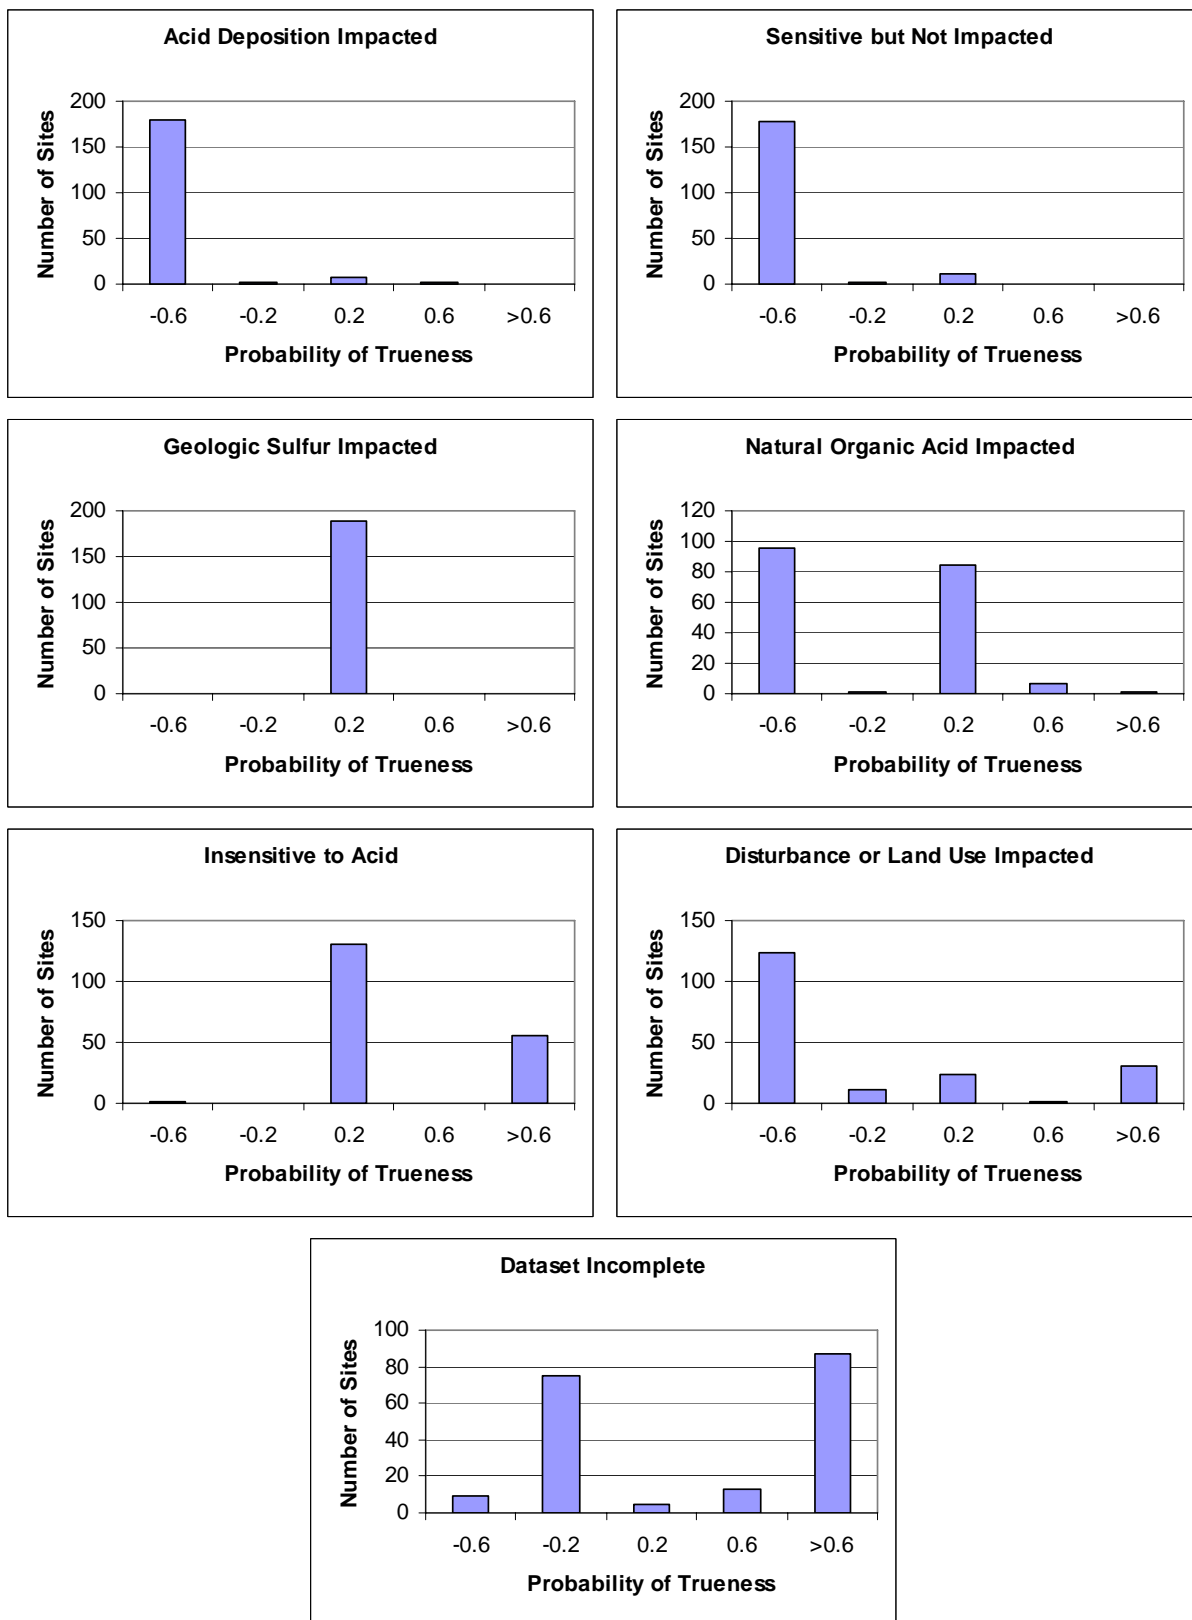 Acid Deposition Impacted
Number of Sites
200
150
100
50
0
-0.6 -0.2 0.2 0.6 >0.6
Probability of Trueness
Sensitive but Not Impacted
Number of Sites
200
150
100
50
0
-0.6 -0.2 0.2 0.6 >0.6
Probability of Trueness
Geologic Sulfur Impacted
Number of Sites
200
150
100
50
0
-0.6 -0.2 0.2 0.6 >0.6
Probability of Trueness
Natural Organic Acid Impacted
Number of Sites
120
100
80
60
40
20
0
-0.6 -0.2 0.2 0.6 >0.6
Probability of Trueness
Insensitive to Acid
Number of Sites
150
100
50
0
-0.6 -0.2 0.2 0.6 >0.6
Probability of Trueness
Disturbance or Land Use Impacted
Number of Sites
150
100
50
0
-0.6 -0.2 0.2 0.6 >0.6
Probability of Trueness
Dataset Incomplete
Number of Sites
100
80
60
40
20
0
-0.6 -0.2 0.2 0.6 >0.6
Probability of Trueness